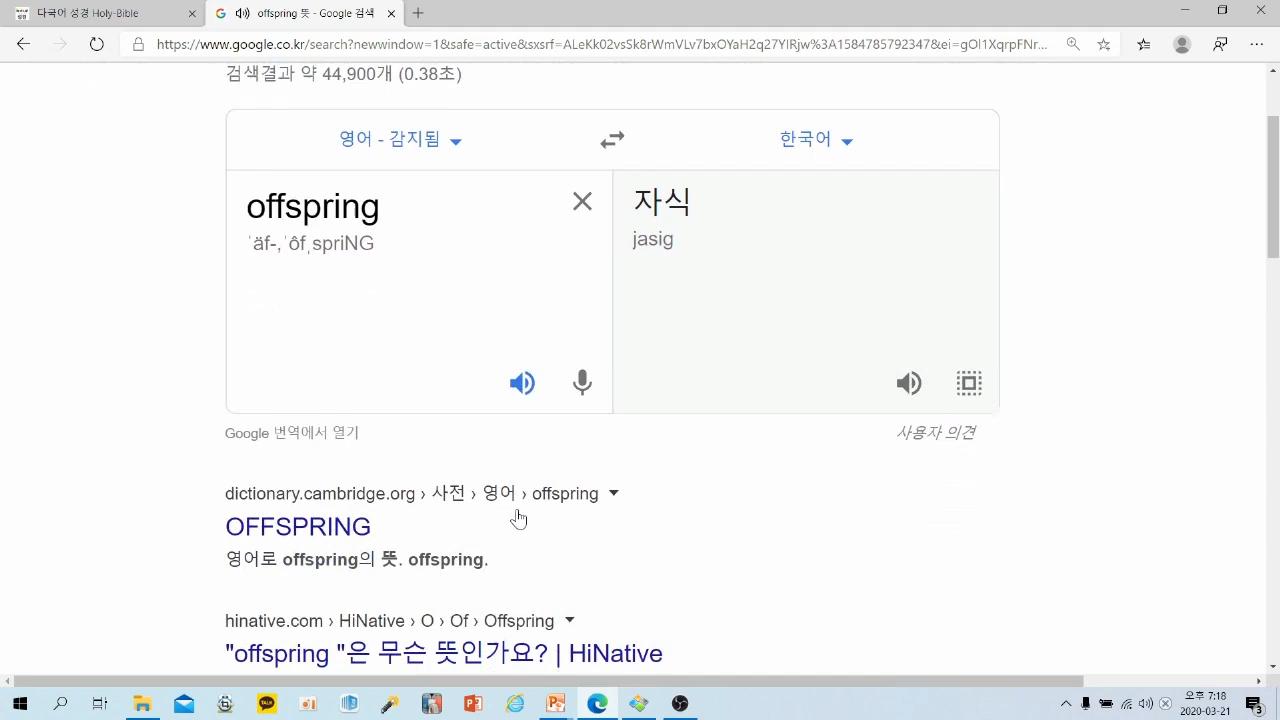 다국어 성경 Holy-Bible
offspring 뜻 - Google 검색
https://www.google.co.kr/search?newwindow=1&safe=active&sxsrf=ALeKk02vsSk8rWmVLv7bxOYaH2q27YlRjw%3A1584785792347&ei=gOl1XqrpFNr...
검색결과 약 44,900개 (0.38초)
영어 - 감지됨
한국어
offspring
ˈäf-,ˈôfˌspriNG
자식
jasig
Google 번역에서 열기
사용자 의견
dictionary.cambridge.org › 사전 › 영어 › offspring
OFFSPRING
영어로 offspring의 뜻. offspring.
hinative.com › HiNative › O › Of › Offspring
"offspring "은 무슨 뜻인가요? | HiNative
TALK
오후 7:18
2020-03-21
3